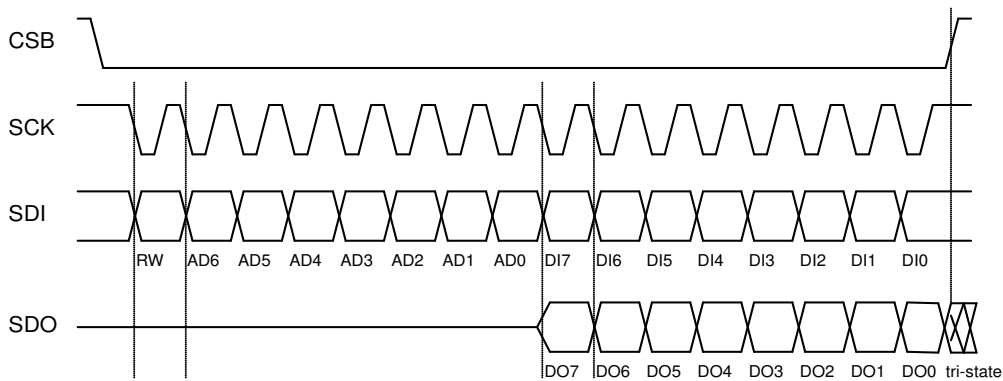 CSB
SCK
SDI
RW AD6 AD5 AD4 AD3 AD2 AD1 AD0 DI7 DI6 DI5 DI4 DI3 DI2 DI1 DI0
SDO
DO7 DO6 DO5 DO4 DO3 DO2 DO1 DO0 tri-state